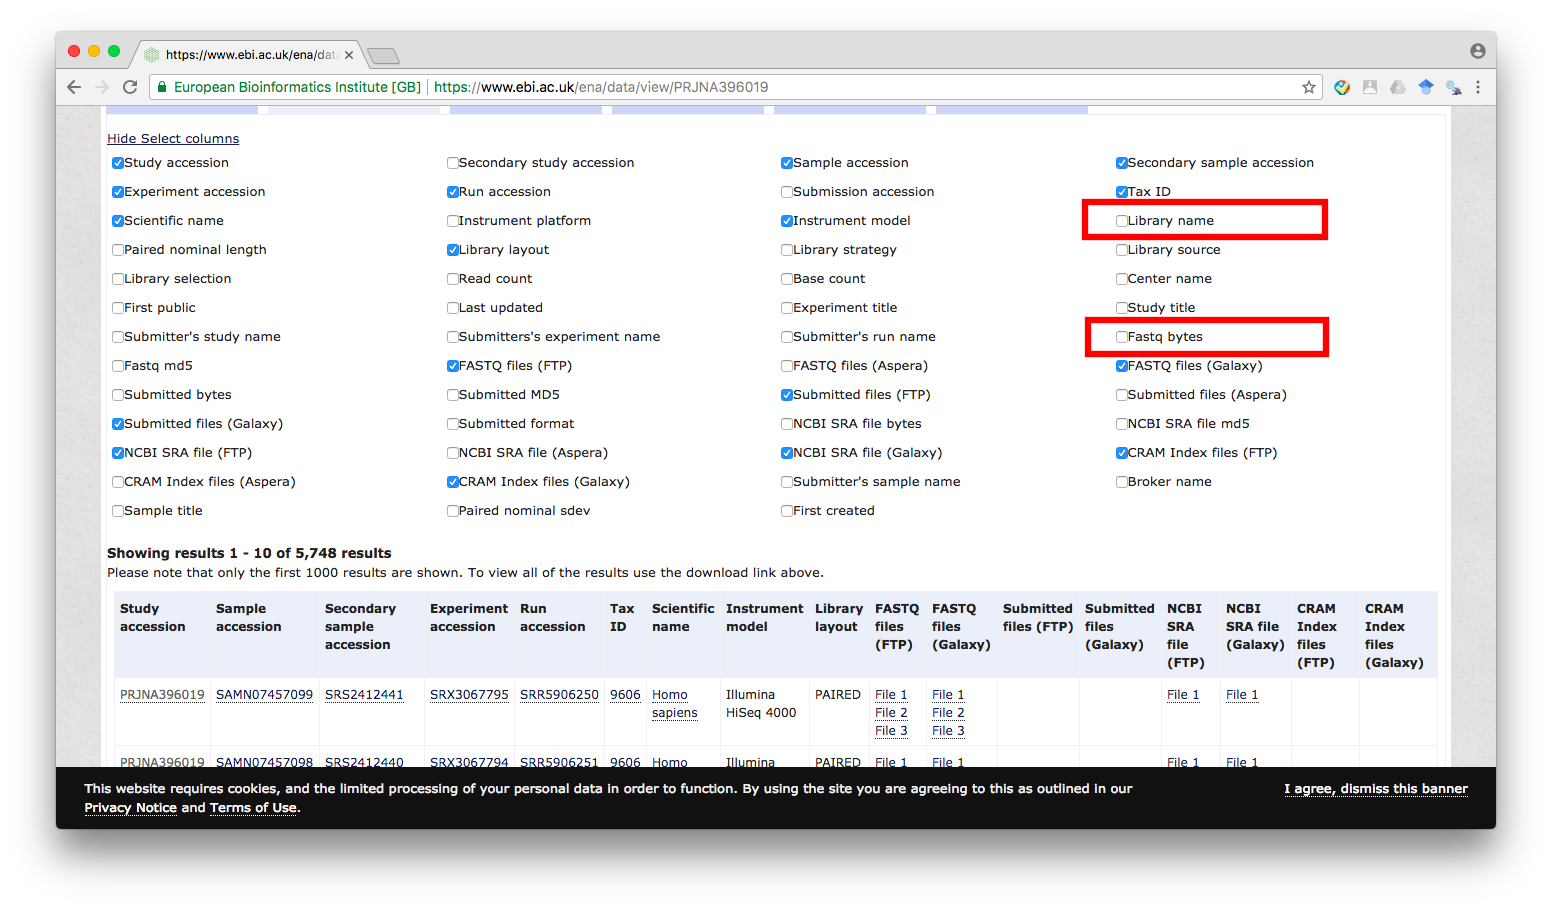 https://www.ebi.ac.uk/ena/dat
European Bioinformatics Institute [GB] https://www.ebi.ac.uk/ena/data/view/PRJNA396019
Hide Select columns
Study accession Secondary study accession Sample accession Secondary sample accession
Experiment accession Run accession Submission accession Tax ID
Scientific name Instrument platform Instrument model Library name
Paired nominal length Library layout Library strategy Library source
Library selection Read count Base count Center name
First public Last updated Experiment title Study title
Submitter's study name Submitters's experiment name Submitter's run name Fastq bytes
Fastq md5 FASTQ files (FTP) FASTQ files (Aspera) FASTQ files (Galaxy)
Submitted bytes Submitted MD5 Submitted files (FTP) Submitted files (Aspera)
Submitted files (Galaxy) Submitted format NCBI SRA file bytes NCBI SRA file md5
NCBI SRA file (FTP) NCBI SRA file (Aspera) NCBI SRA file (Galaxy) CRAM Index files (FTP)
CRAM Index files (Aspera) CRAM Index files (Galaxy) Submitter's sample name Broker name
Sample title Paired nominal sdev First created
Showing results 1 - 10 of 5,748 results
Please note that only the first 1000 results are shown. To view all of the results use the download link above.
Study Sample Secondary Experiment Run Tax Scientific Instrument Library FASTQ FASTQ Submitted Submitted NCBI NCBI CRAM CRAM
accession accession sample accession accession ID name model layout files files files (FTP) files SRA SRA file Index Index
accession (FTP) (Galaxy) (Galaxy) file (Galaxy) files files
(FTP) (FTP) (Galaxy)
PRJNA396019 SAMN07457099 SRS2412441 SRX3067795 SRR5906250 9606 Homo Illumina PAIRED File 1 File 1 File 1 File 1
sapiens HiSeq 4000 File 2 File 2
File 3 File 3
PRJNA396019 SAMN07457098 SRS2412440 SRX3067794 SRR5906251 9606 Homo Illumina PAIRED File 1 File 1 File 1 File 1
This website requires cookies, and the limited processing of your personal data in order to function. By using the site you are agreeing to this as outlined in our I agree, dismiss this banner
Privacy Notice and Terms of Use.